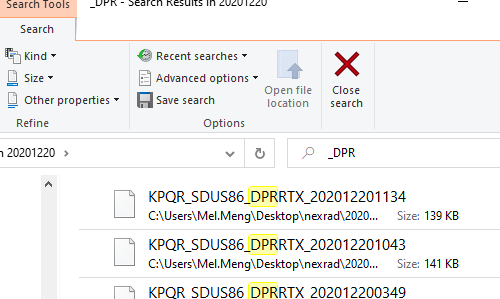 Search Tools
_DPR - Search Results in 20201220
Search
Kind
Size
Other properties
Refine
Recent searches
Advanced options
Save search
Options
Open file
location
Close
search
n 20201220
_DPR
KPQR_SDUS86_DPRRTX_202012201134
C:\Users\Mel.Meng\Desktop\nexrad\2020... Size: 139 KB
KPQR_SDUS86_DPRRTX_202012201043
C:\Users\Mel.Meng\Desktop\nexrad\2020... Size: 141 KB
KPQR_SDUS86_DPRRTX_202012200349